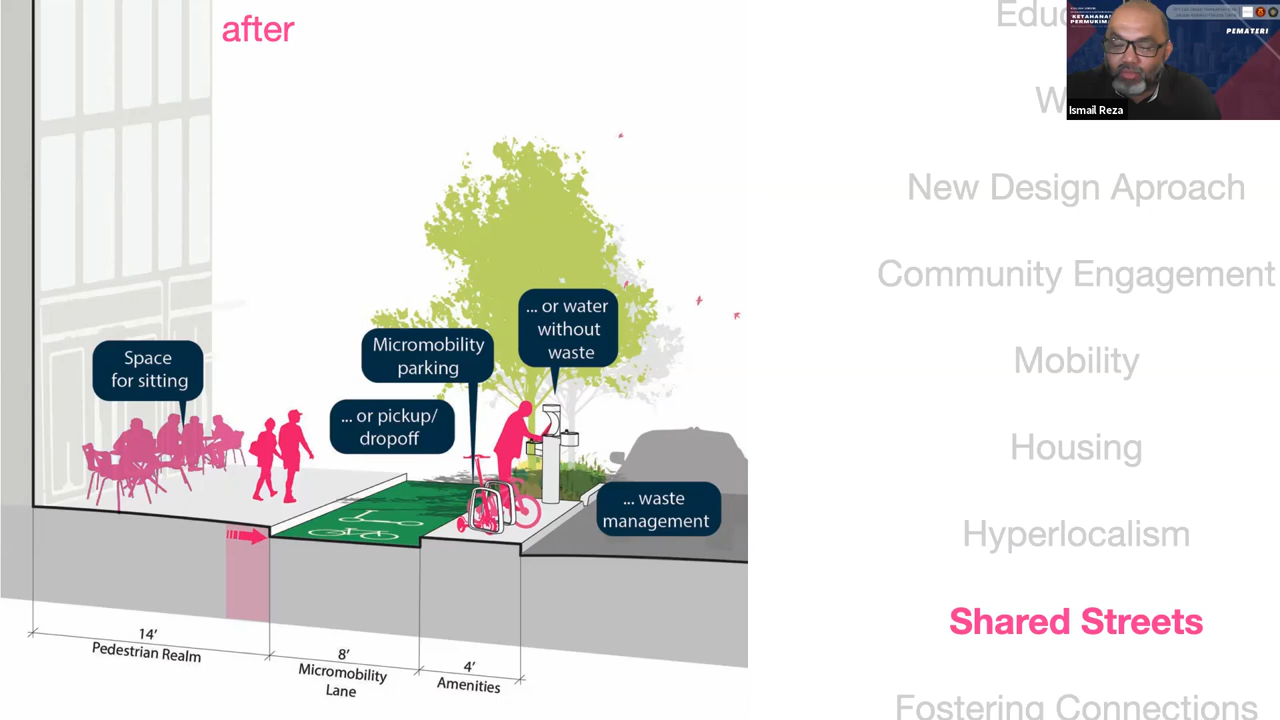 after
Space
for sitting
Micromobility
parking
... or pickup/
dropoff
... or water
without
waste
... waste
management
14'
Pedestrian Realm
8'
Micromobility
Lane
4'
Amenities
New Design Aproach
Community Engagement
Mobility
Housing
Hyperlocalism
Shared Streets
Fostering Connections
KETAHANAN
PERMUKIM
PEMATERI
Ismail Reza